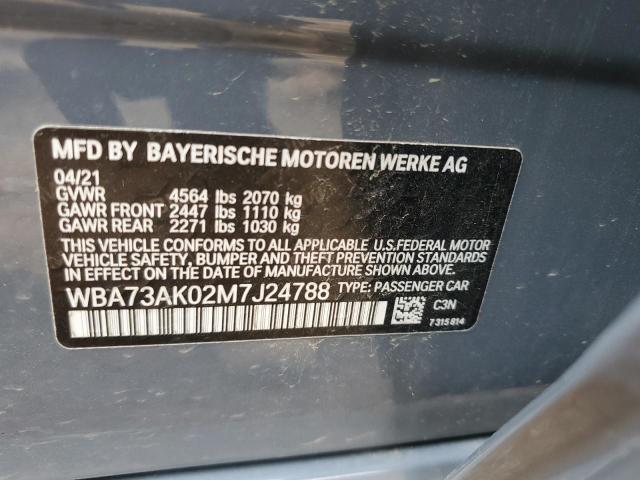 MFD BY BAYERISCHE MOTOREN WERKE AG
04/21
GVWR 4564 lbs 2070 kg
GAWR FRONT 2447 lbs 1110 kg
GAWR REAR 2271 lbs 1030 kg
THIS VEHICLE CONFORMS TO ALL APPLICABLE U.S.FEDERAL MOTOR
VEHICLE SAFETY, BUMPER, AND THEFT PREVENTION STANDARDS
IN EFFECT ON THE DATE OF MANUFACTURE SHOWN ABOVE.
WBA73AK02M7J24788 TYPE: PASSENGER CAR
C3N
7315814